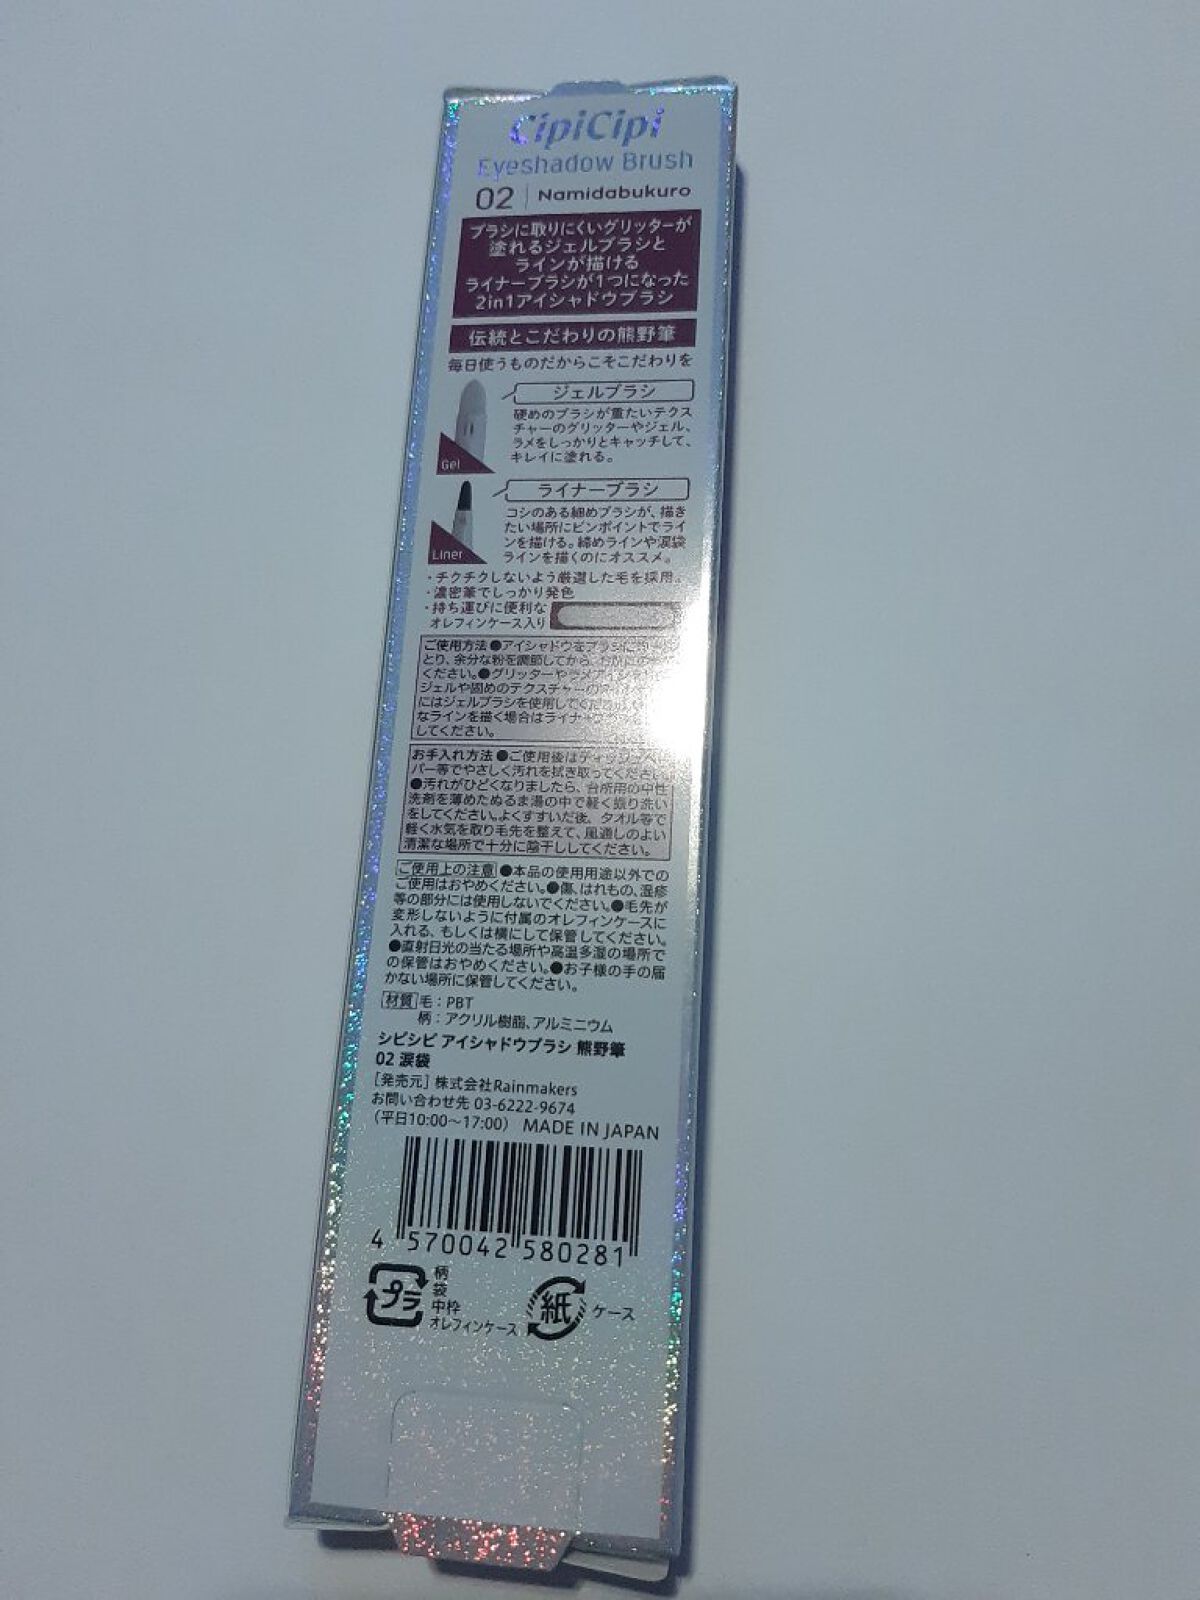 CipiCipi
Eyeshadow Brush
02 | Namidabukuro
ブラシに取りにくいグリッターが
塗れるジェルブラシと
ラインが描ける
ライナーブラシが1つになった
2in1アイシャドウブラシ
伝統とこだわりの熊野筆
毎日使うものだからこそこだわりを
ジェルブラシ
硬めのブラシが重たいテクス
チャーのグリッターやジェル、
ラメをしっかりとキャッチして、
キレイに塗れる。
Gel
ライナーブラシ
コシのある細めブラシが、描き
たい場所にピンポイントでライ
ンを描ける。締めラインや涙袋
ラインを描くのにオススメ。
Liner
・チクチクしないよう厳選した毛を採用。
・濃密筆でしっかり発色
・持ち運びに便利な
オレフィンケース入り
ご使用方法 ●アイシャドウをブラシに
とり、余分な粉を調節してから、
ください。●グリッターやラメアイシャ
ジェルや固めのテクスチャーの
にはジェルブラシを使用してください。
なラインを描く場合はライナーブラシを
してください。
お手入れ方法 ●ご使用後はティッシュペー
パー等でやさしく汚れを拭き取ってください。
●汚れがひどくなりましたら、台所用の中性
洗剤を薄めたぬるま湯の中で軽く振り洗い
をしてください。よくすすいだ後、タオル等で
軽く水気を取り毛先を整えて、風通しのよい
清潔な場所で十分に陰干ししてください。
ご使用上の注意 ●本品の使用用途以外での
ご使用はおやめください。●傷、はれもの、湿疹
等の部分には使用しないでください。●毛先が
変形しないように付属のオレフィンケースに
入れる、もしくは横にして保管してください。
●直射日光の当たる場所や高温多湿の場所で
の保管はおやめください。●お子様の手の届
かない場所に保管してください。
材質 毛：PBT
柄：アクリル樹脂、アルミニウム
シピシピ アイシャドウブラシ 熊野筆
02 涙袋
[発売元] 株式会社Rainmakers
お問い合わせ先 03-6222-9674
（平日10:00～17:00） MADE IN JAPAN
4 570042 580281
プラ
柄
袋
中枠
オレフィンケース
紙 ケース